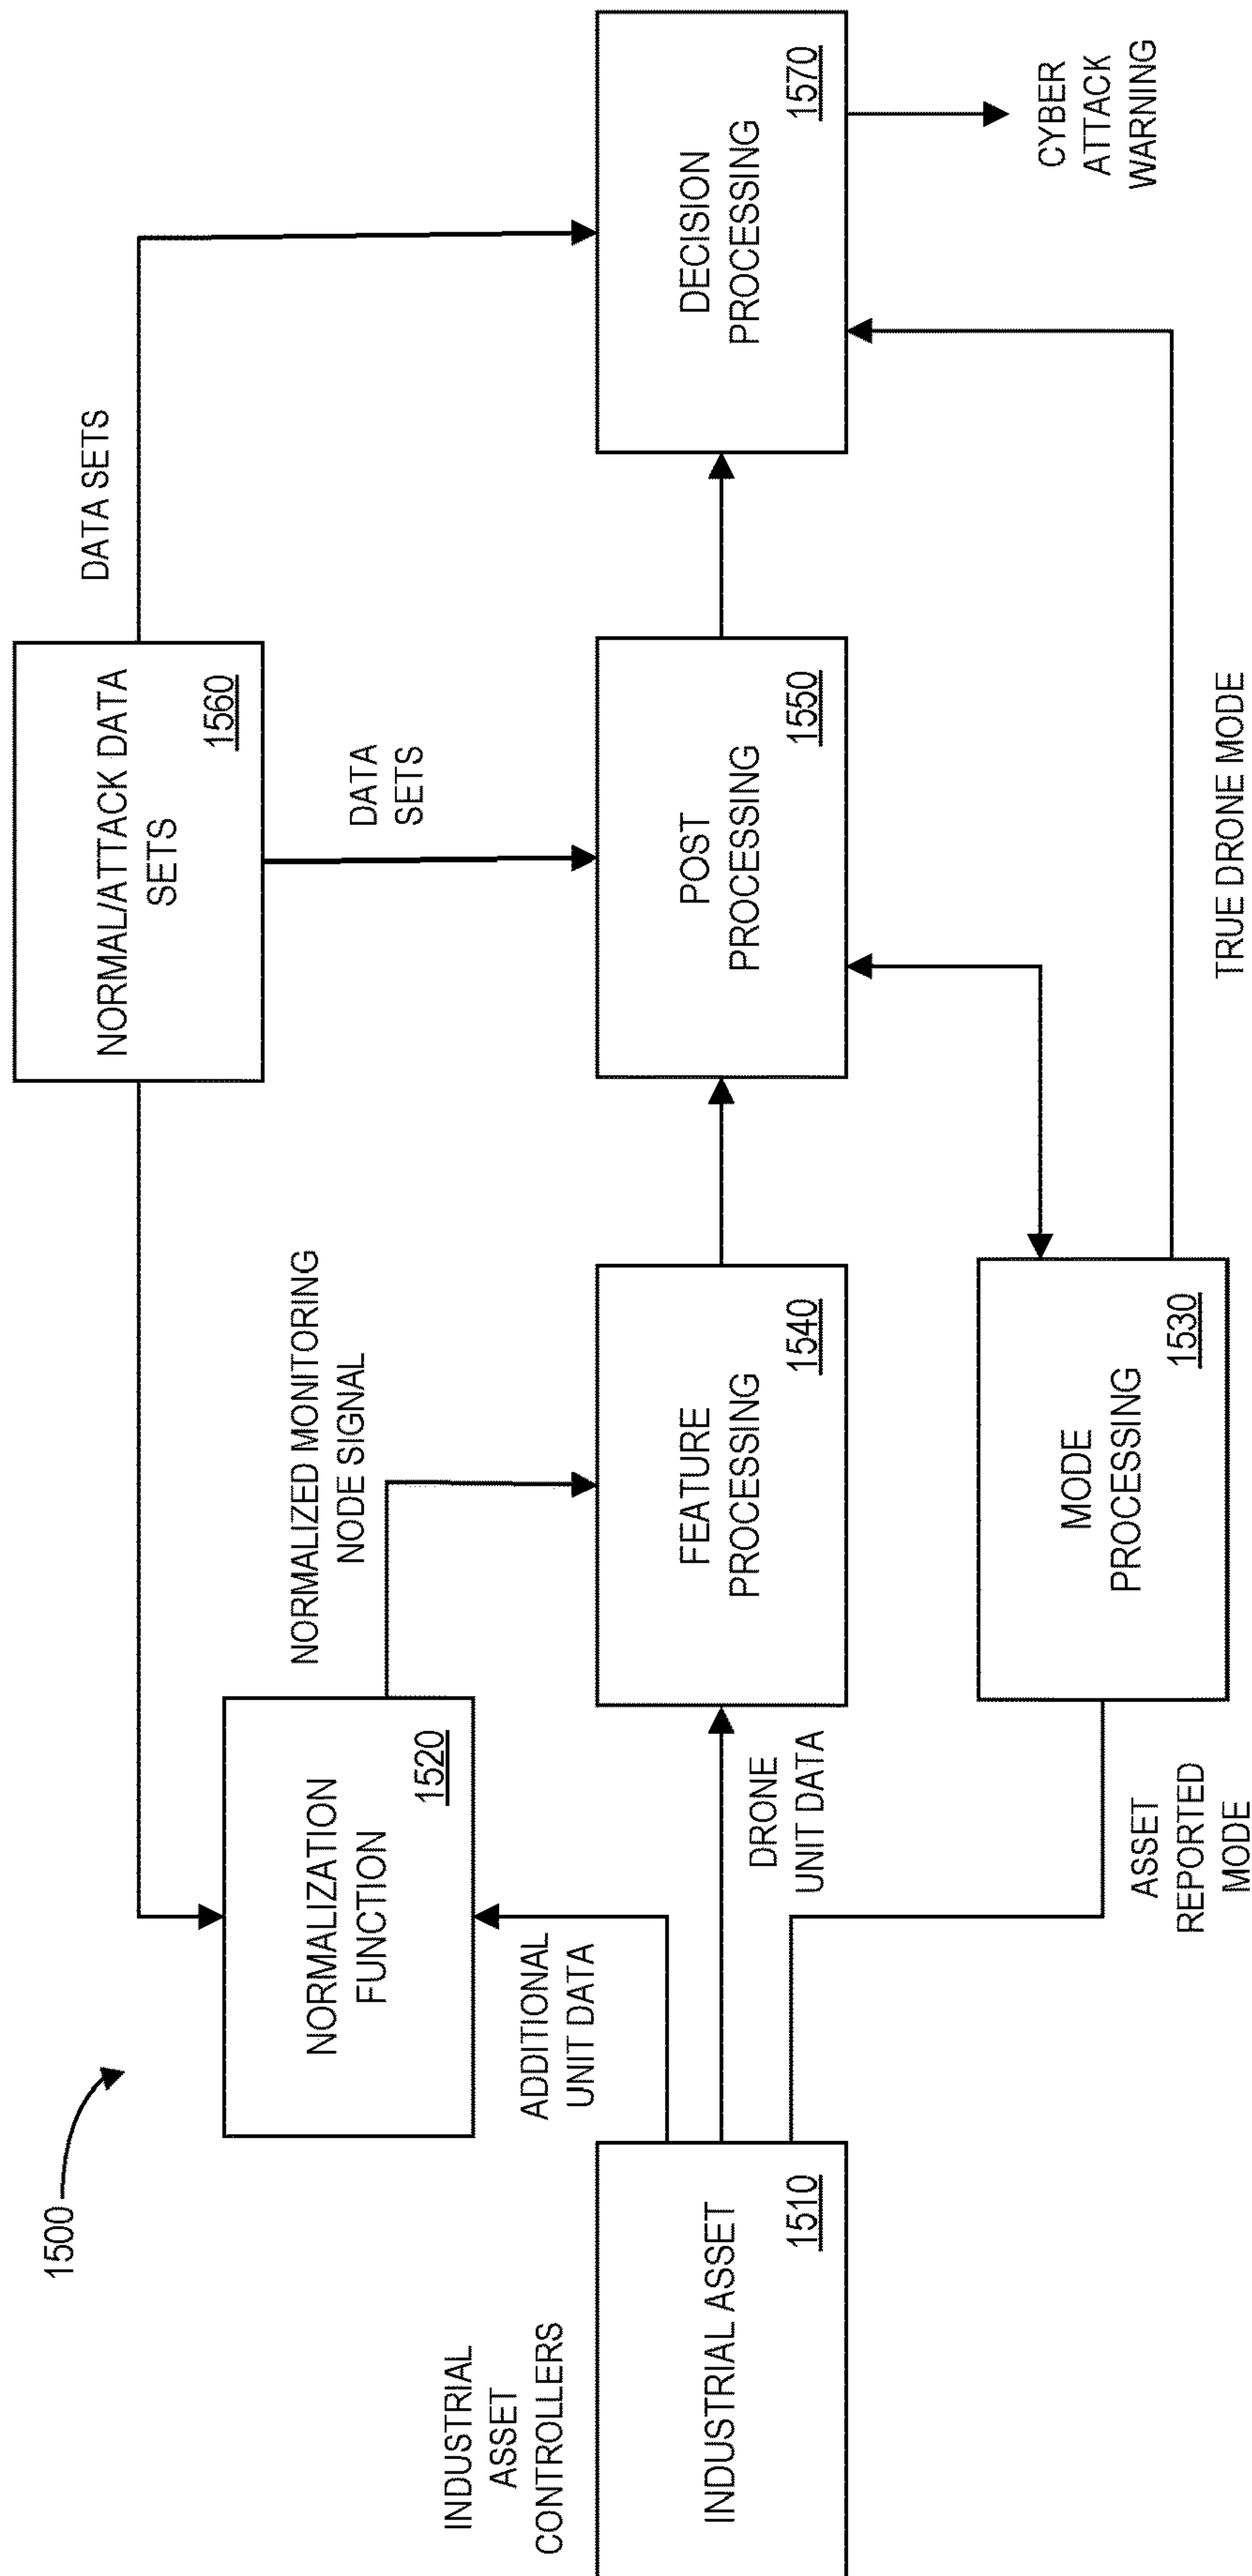 1500
DATA SETS
NORMAL/ATTACK DATA
SETS
1560
NORMALIZED MONITORING
NODE SIGNAL
NORMALIZATION
FUNCTION
1520
DATA
SETS
ADDITIONAL
UNIT DATA
INDUSTRIAL
ASSET
CONTROLLERS
INDUSTRIAL ASSET
1510
DRONE
UNIT DATA
FEATURE
PROCESSING
1540
POST
PROCESSING
1550
DECISION
PROCESSING
1570
CYBER
ATTACK
WARNING
ASSET
REPORTED
MODE
MODE
PROCESSING
1530
TRUE DRONE MODE